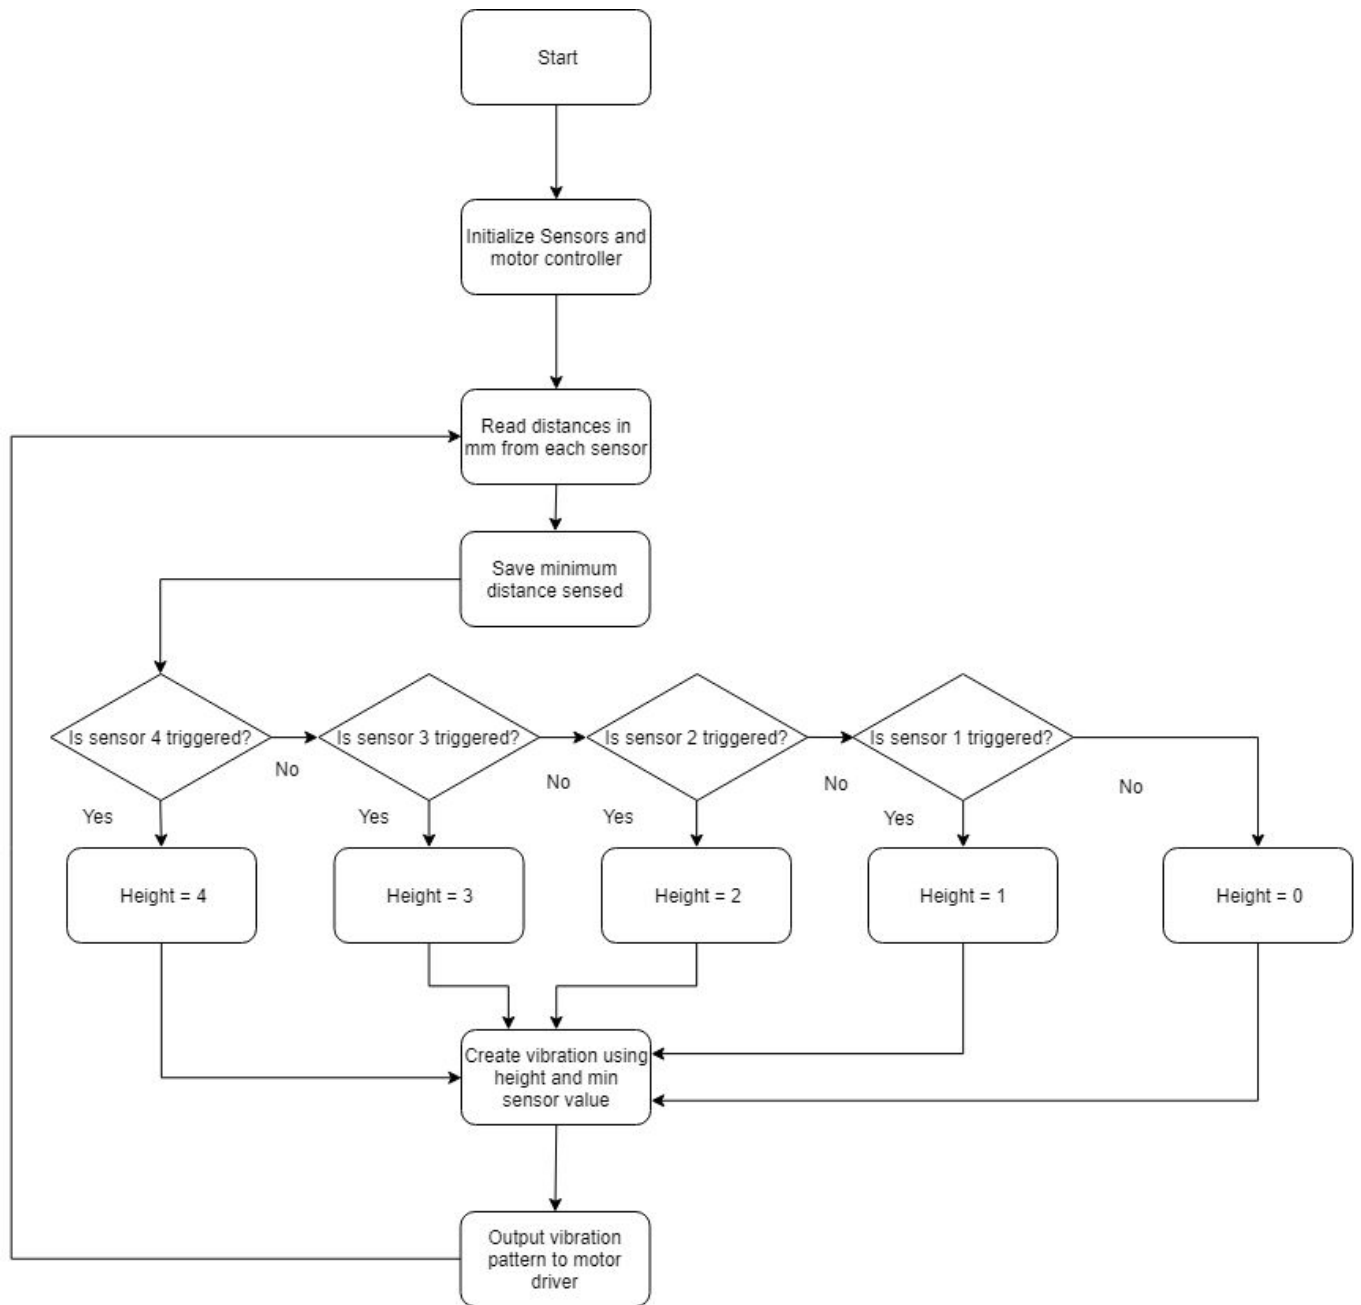 Start
Initialize Sensors and
motor controller
Read distances in
mm from each sensor
Save minimum
distance sensed
Is sensor 4 triggered?
Is sensor 3 triggered?
Is sensor 2 triggered?
Is sensor 1 triggered?
No
No
No
No
Yes
Yes
Yes
Yes
Height = 4
Height = 3
Height = 2
Height = 1
Height = 0
Create vibration using
height and min
sensor value
Output vibration
pattern to motor
driver